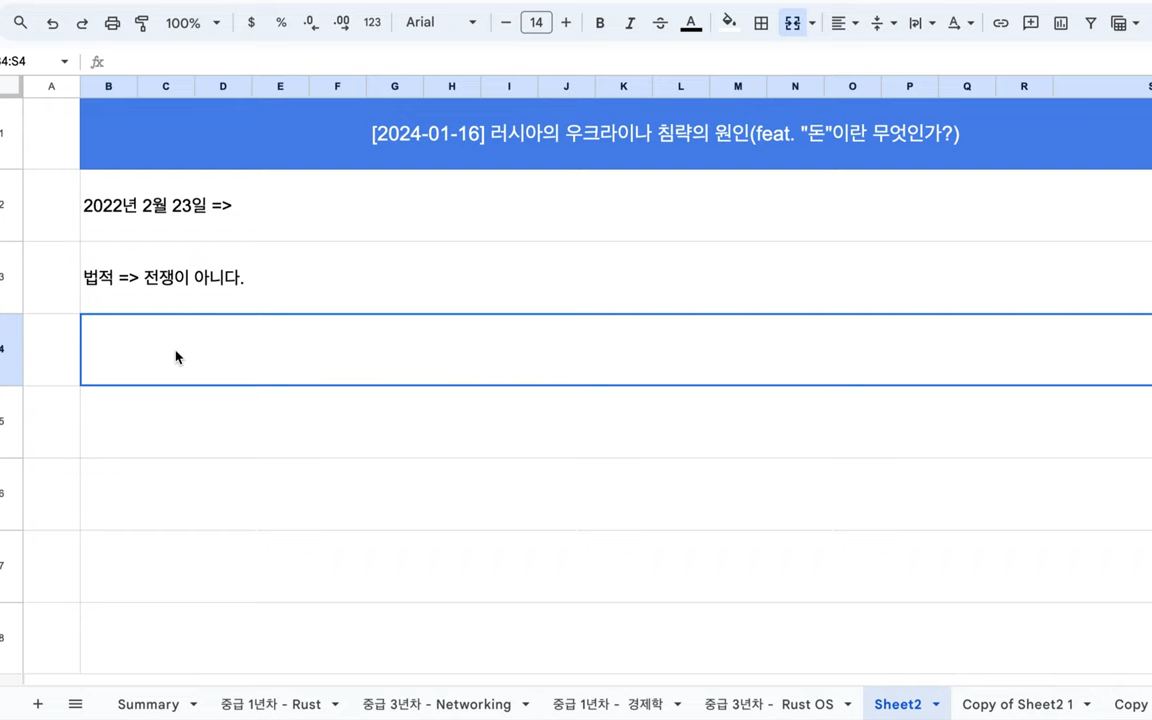 100% $ % .0 .00 123 Arial 14 B I S A
34:S4 fx
A B C D E F G H I J K L M N O P Q R S
1 [2024-01-16] 러시아의 우크라이나 침략의 원인(feat. "돈"이란 무엇인가?)
2 2022년 2월 23일 =>
3 법적 => 전쟁이 아니다.
4
5
6
7
8
+ Summary 중급 1년차 - Rust 중급 3년차 - Networking 중급 1년차 - 경제학 중급 3년차 - Rust OS Sheet2 Copy of Sheet2 1 Copy